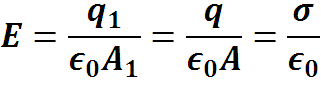 E = q₁ / ϵ₀A₁ = q / ϵ₀A = σ / ϵ₀